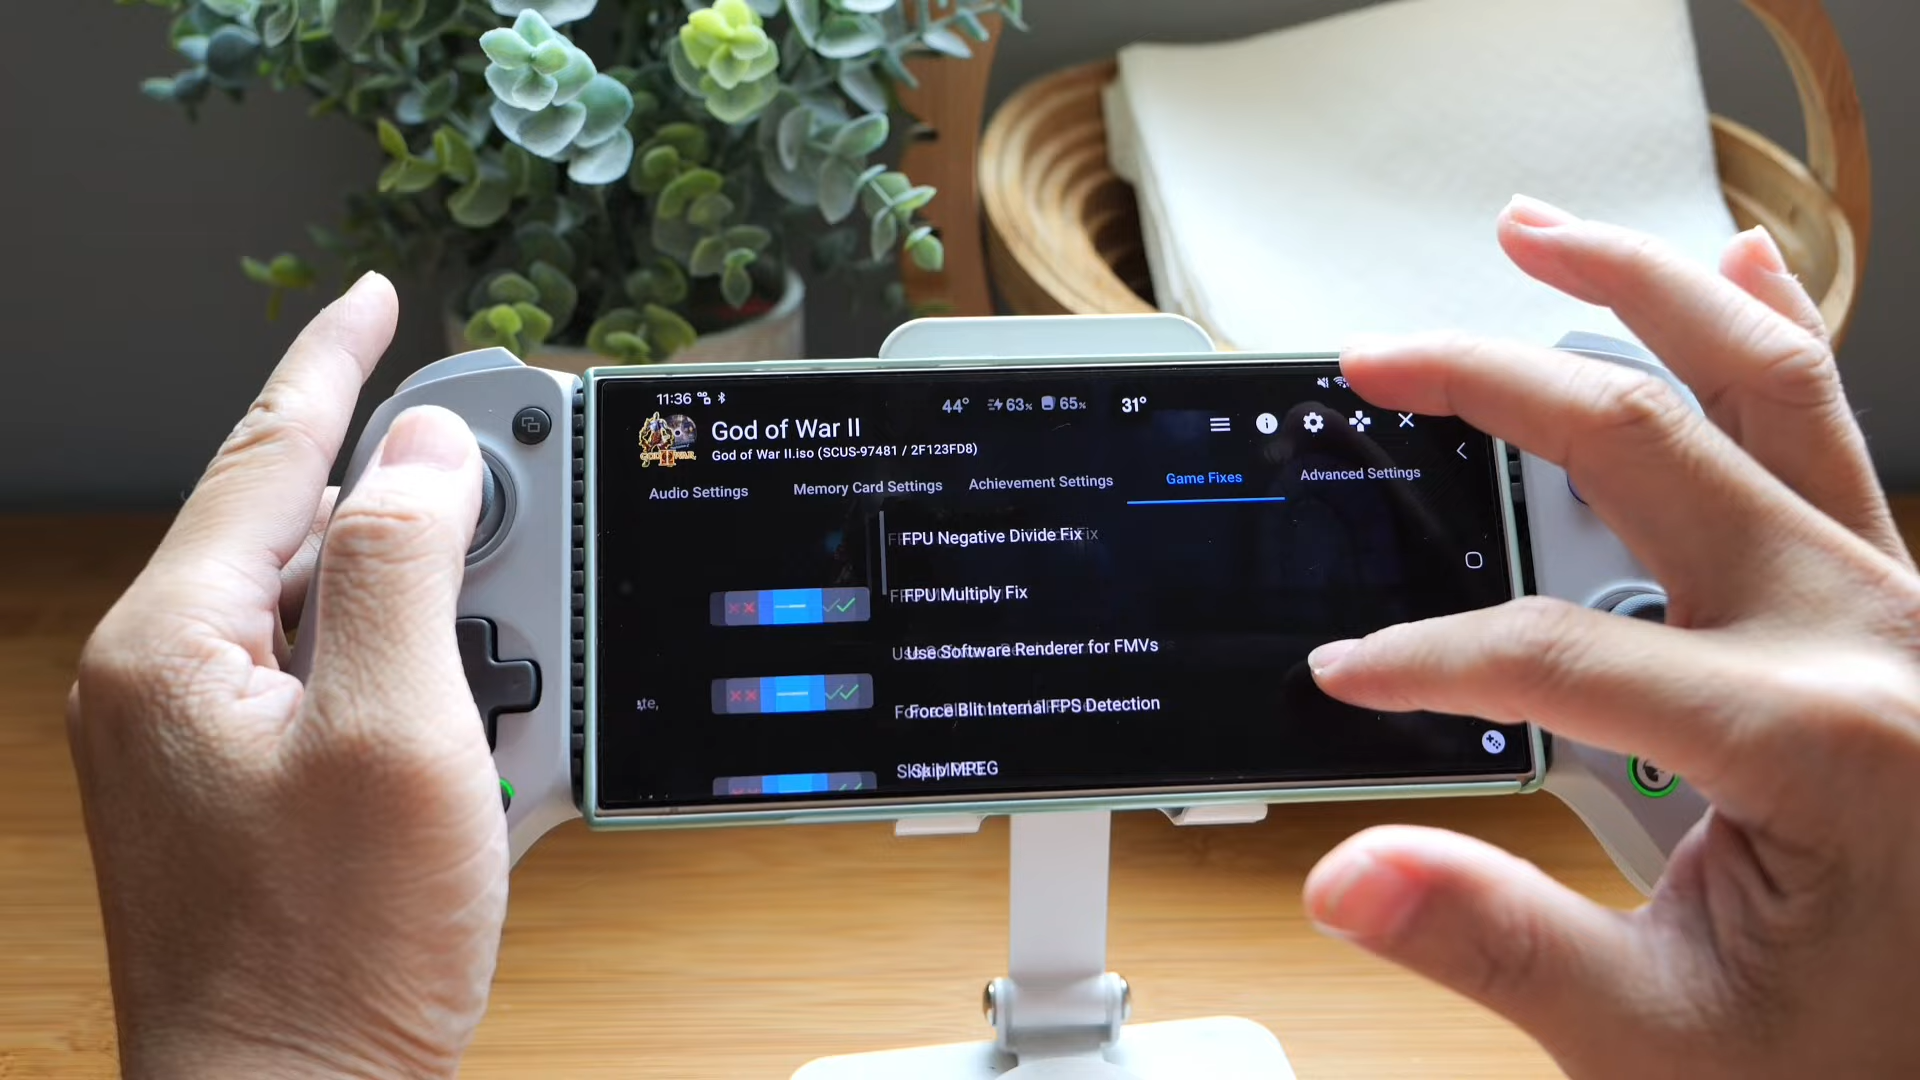 11:36
44° 63% 65% 31°
God of War II
God of War II.iso (SCUS-97481 / 2F123FD8)
Audio Settings Memory Card Settings Achievement Settings Game Fixes Advanced Settings
FPU Negative Divide Fix
FPU Multiply Fix
Use Software Renderer for FMVs
ate,
Force Blit Internal FPS Detection
Skip MPEG